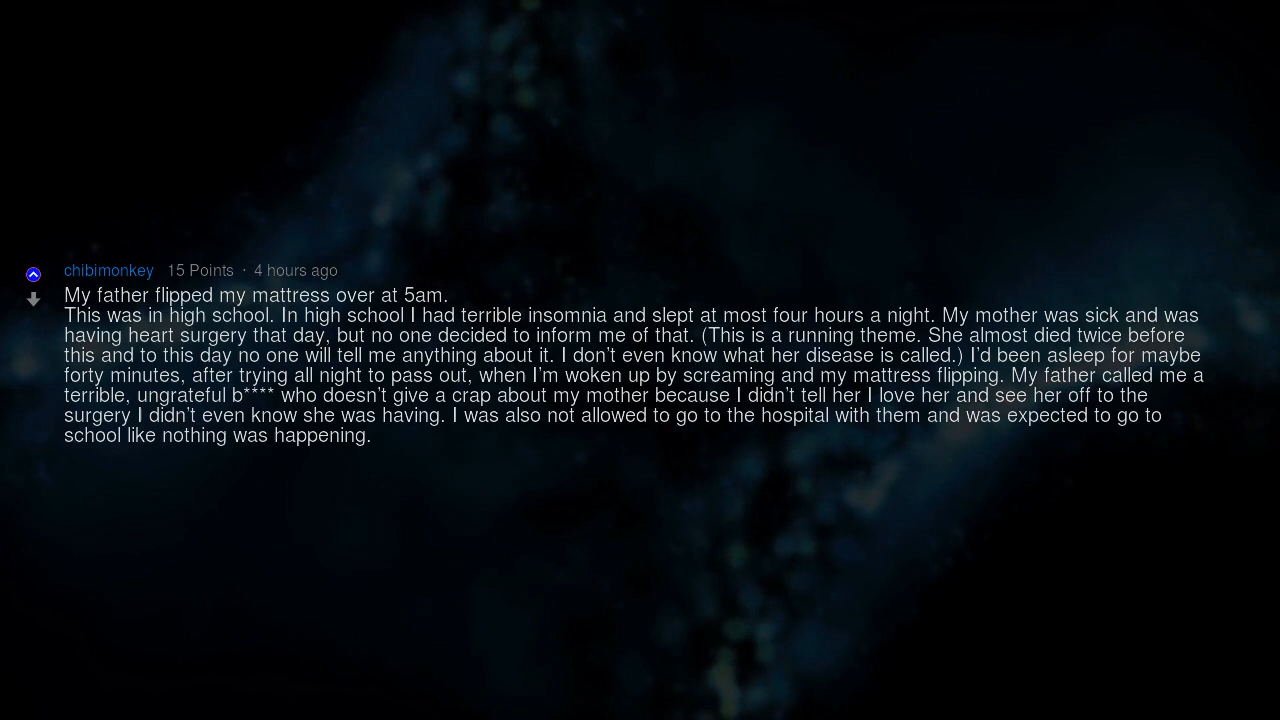 chibimonkey 15 Points · 4 hours ago
My father flipped my mattress over at 5am.
This was in high school. In high school I had terrible insomnia and slept at most four hours a night. My mother was sick and was
having heart surgery that day, but no one decided to inform me of that. (This is a running theme. She almost died twice before
this and to this day no one will tell me anything about it. I don't even know what her disease is called.) I'd been asleep for maybe
forty minutes, after trying all night to pass out, when I'm woken up by screaming and my mattress flipping. My father called me a
terrible, ungrateful b**** who doesn't give a crap about my mother because I didn't tell her I love her and see her off to the
surgery I didn't even know she was having. I was also not allowed to go to the hospital with them and was expected to go to
school like nothing was happening.